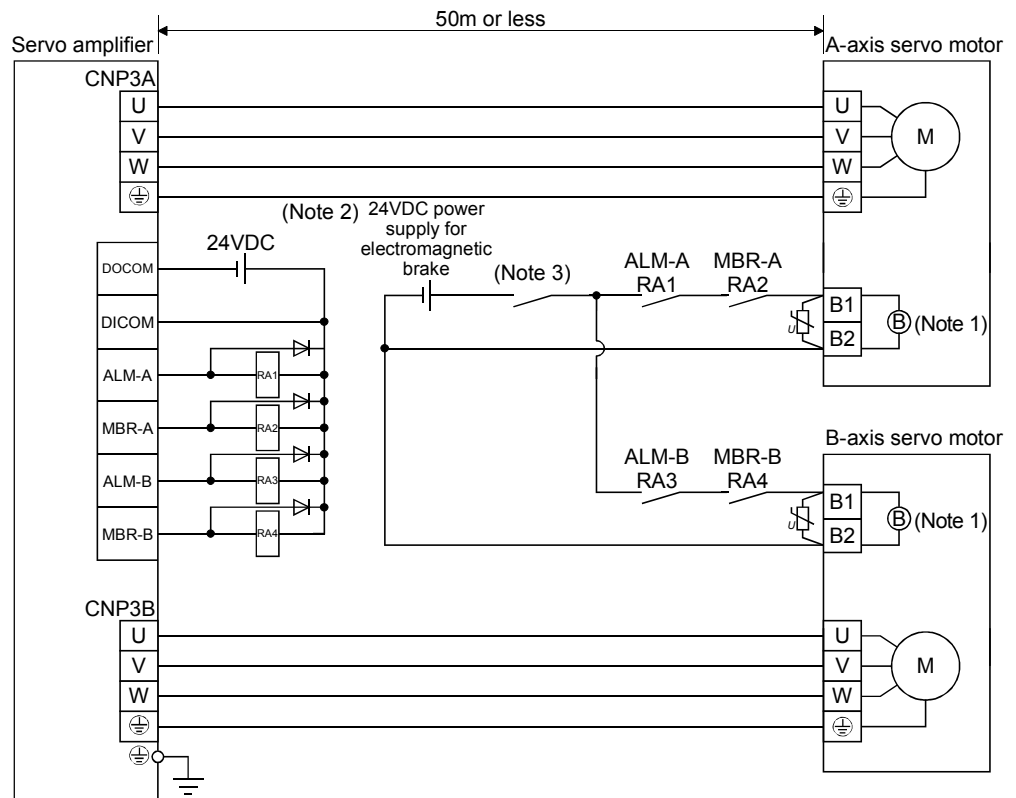 50m or less
Servo amplifier
A-axis servo motor
CNP3A
U
V
W
U
V
W
M
(Note 2)
24VDC power
supply for
electromagnetic
brake
24VDC
(Note 3)
DOCOM
DICOM
ALM-A
MBR-A
ALM-B
MBR-B
RA1
RA2
RA3
RA4
ALM-A
RA1
MBR-A
RA2
U
B1
B2
B
(Note 1)
B-axis servo motor
ALM-B
RA3
MBR-B
RA4
U
B1
B2
B
(Note 1)
CNP3B
U
V
W
U
V
W
M